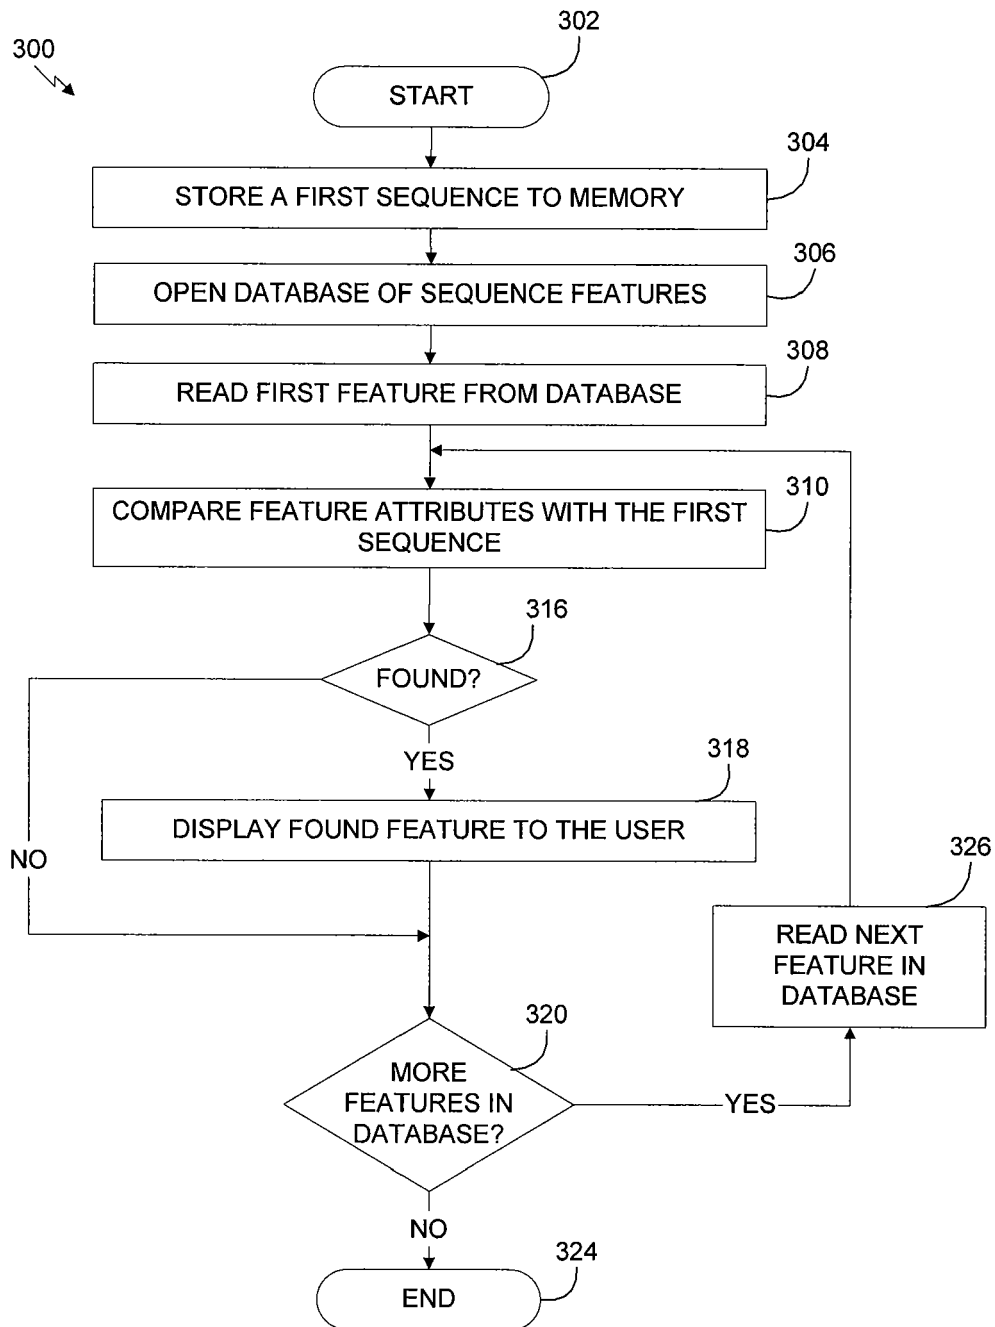 300
302
START
304
STORE A FIRST SEQUENCE TO MEMORY
306
OPEN DATABASE OF SEQUENCE FEATURES
308
READ FIRST FEATURE FROM DATABASE
310
COMPARE FEATURE ATTRIBUTES WITH THE FIRST
SEQUENCE
316
FOUND?
YES
318
DISPLAY FOUND FEATURE TO THE USER
NO
326
READ NEXT
FEATURE IN
DATABASE
320
MORE
FEATURES IN
DATABASE?
YES
NO
324
END